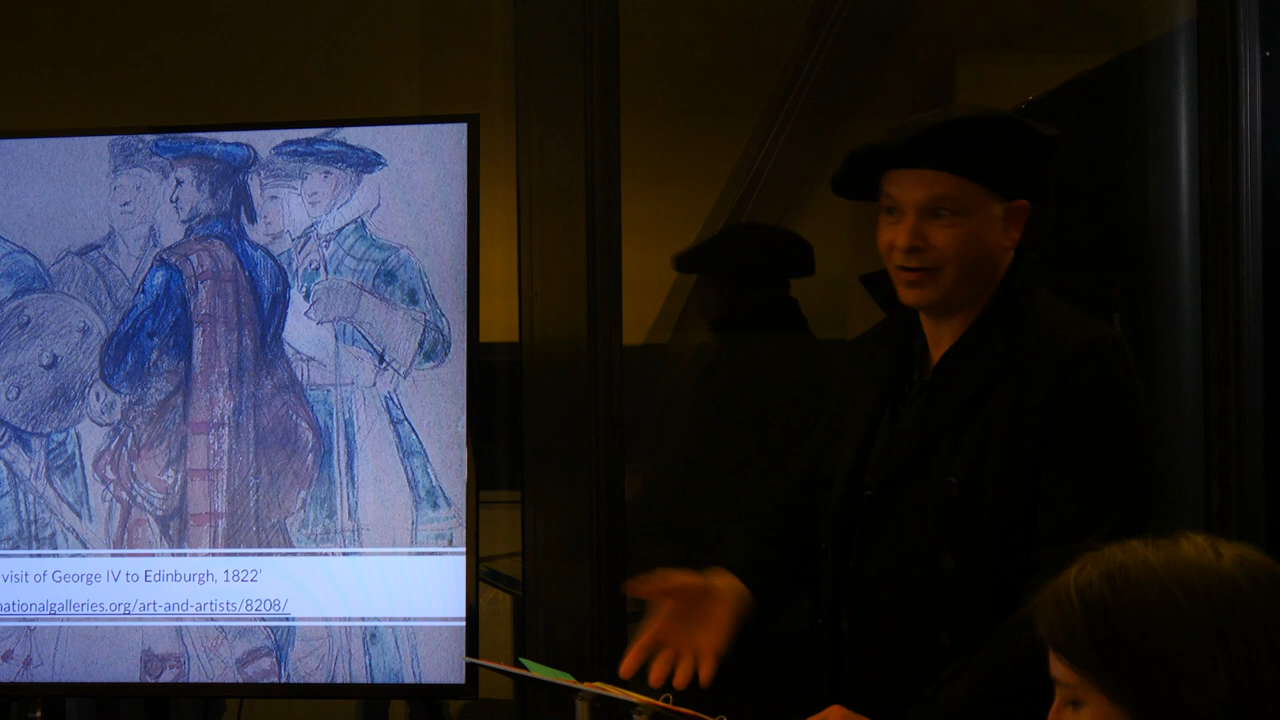 visit of George IV to Edinburgh, 1822'
nationalgalleries.org/art-and-artists/8208/